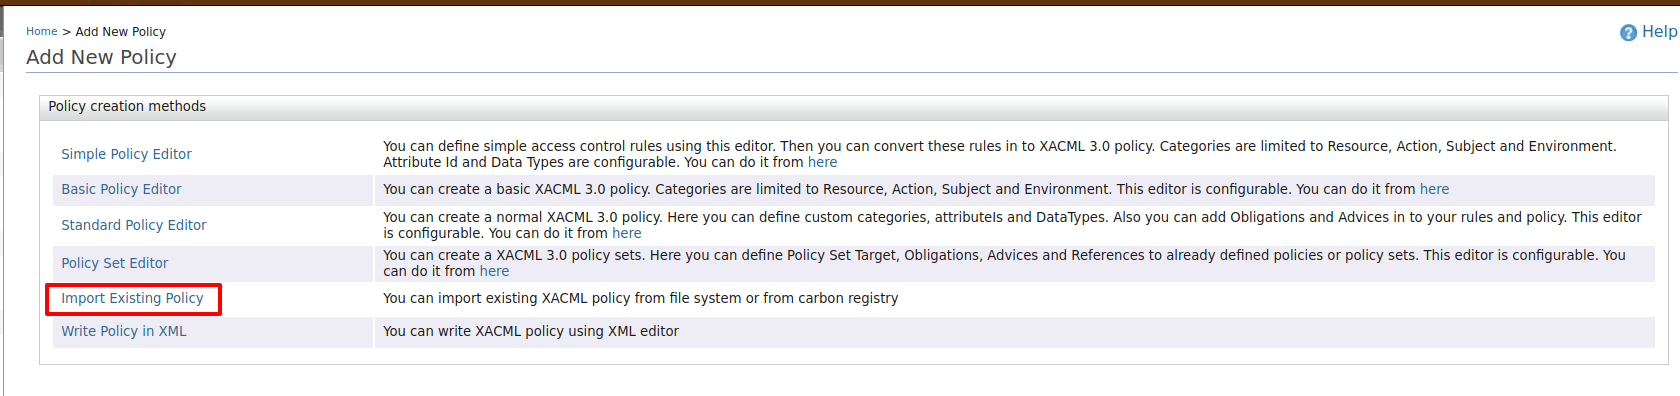 Home > Add New Policy
Help
Add New Policy
Policy creation methods
Simple Policy Editor
You can define simple access control rules using this editor. Then you can convert these rules in to XACML 3.0 policy. Categories are limited to Resource, Action, Subject and Environment.
Attribute Id and Data Types are configurable. You can do it from here
Basic Policy Editor
You can create a basic XACML 3.0 policy. Categories are limited to Resource, Action, Subject and Environment. This editor is configurable. You can do it from here
Standard Policy Editor
You can create a normal XACML 3.0 policy. Here you can define custom categories, attributeIs and DataTypes. Also you can add Obligations and Advices in to your rules and policy. This editor
is configurable. You can do it from here
Policy Set Editor
You can create a XACML 3.0 policy sets. Here you can define Policy Set Target, Obligations, Advices and References to already defined policies or policy sets. This editor is configurable. You
can do it from here
Import Existing Policy
You can import existing XACML policy from file system or from carbon registry
Write Policy in XML
You can write XACML policy using XML editor